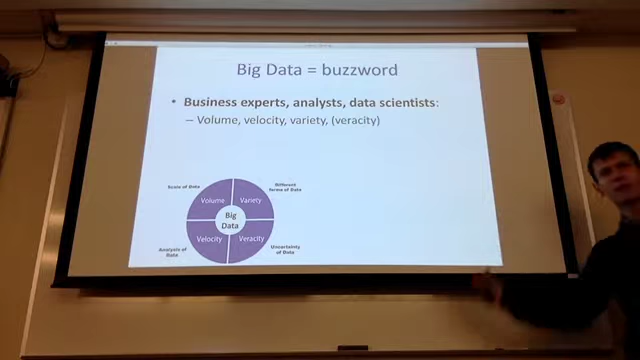 Big Data = buzzword
• Business experts, analysts, data scientists:
– Volume, velocity, variety, (veracity)
Scale of Data
Different
forms of Data
Volume
Variety
Big
Data
Velocity
Veracity
Analysis of
Data
Uncertainty
of Data